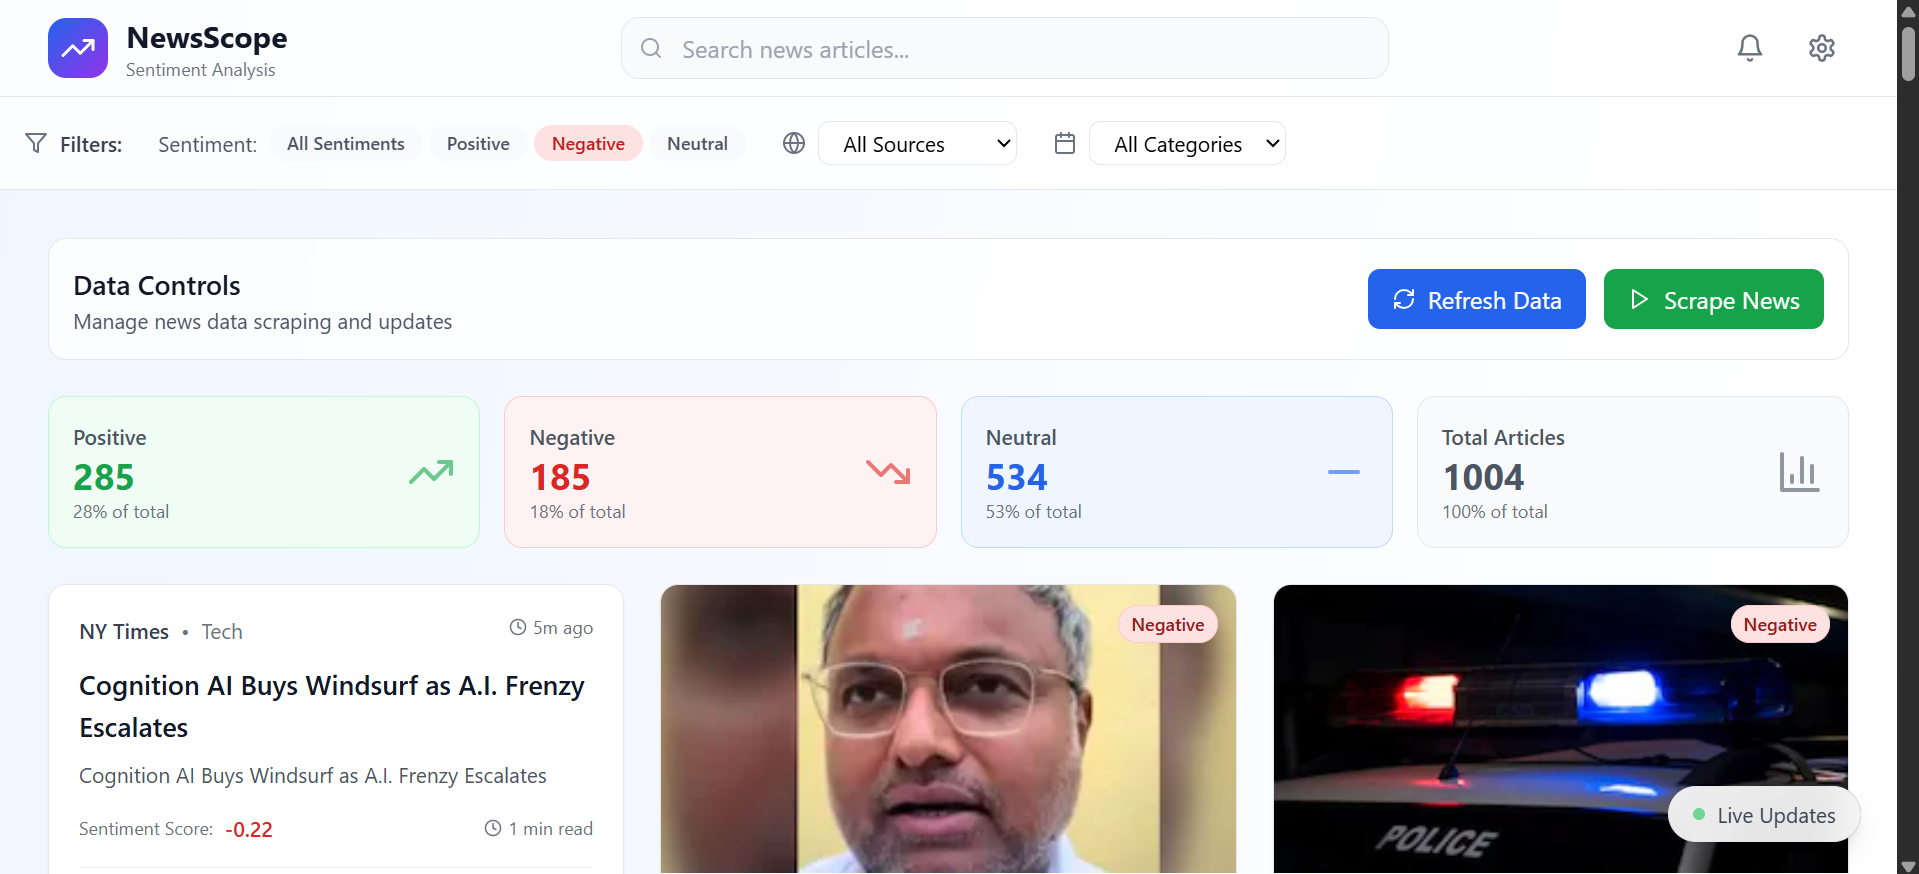 NewsScope
Sentiment Analysis
Search news articles...
Filters:
Sentiment:
All Sentiments
Positive
Negative
Neutral
All Sources
All Categories
Data Controls
Manage news data scraping and updates
Refresh Data
Scrape News
Positive
285
28% of total
Negative
185
18% of total
Neutral
534
53% of total
Total Articles
1004
100% of total
NY Times • Tech
5m ago
Cognition AI Buys Windsurf as A.I. Frenzy
Escalates
Cognition AI Buys Windsurf as A.I. Frenzy Escalates
Sentiment Score: -0.22
1 min read
Negative
Negative
POLICE
Live Updates